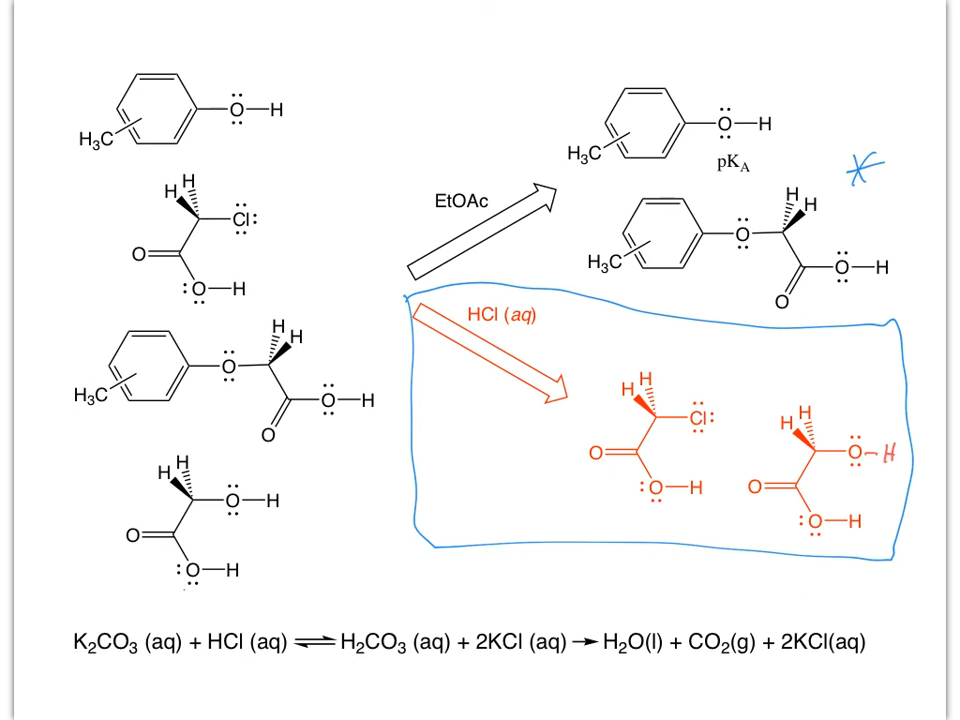 :Ö—H
H₃C
H H
:Cl:
O
:O—H
H H
H₃C
O
O
O—H
H H
O—H
O
:O—H
EtOAc
O—H
H₃C
pK_A
H H
O
H₃C
O—H
O
HCl (aq)
H H
Cl:
O
:O—H
H H
O-H
O
:O—H
K₂CO₃ (aq) + HCl (aq) ⇌ H₂CO₃ (aq) + 2KCl (aq) → H₂O(l) + CO₂(g) + 2KCl(aq)